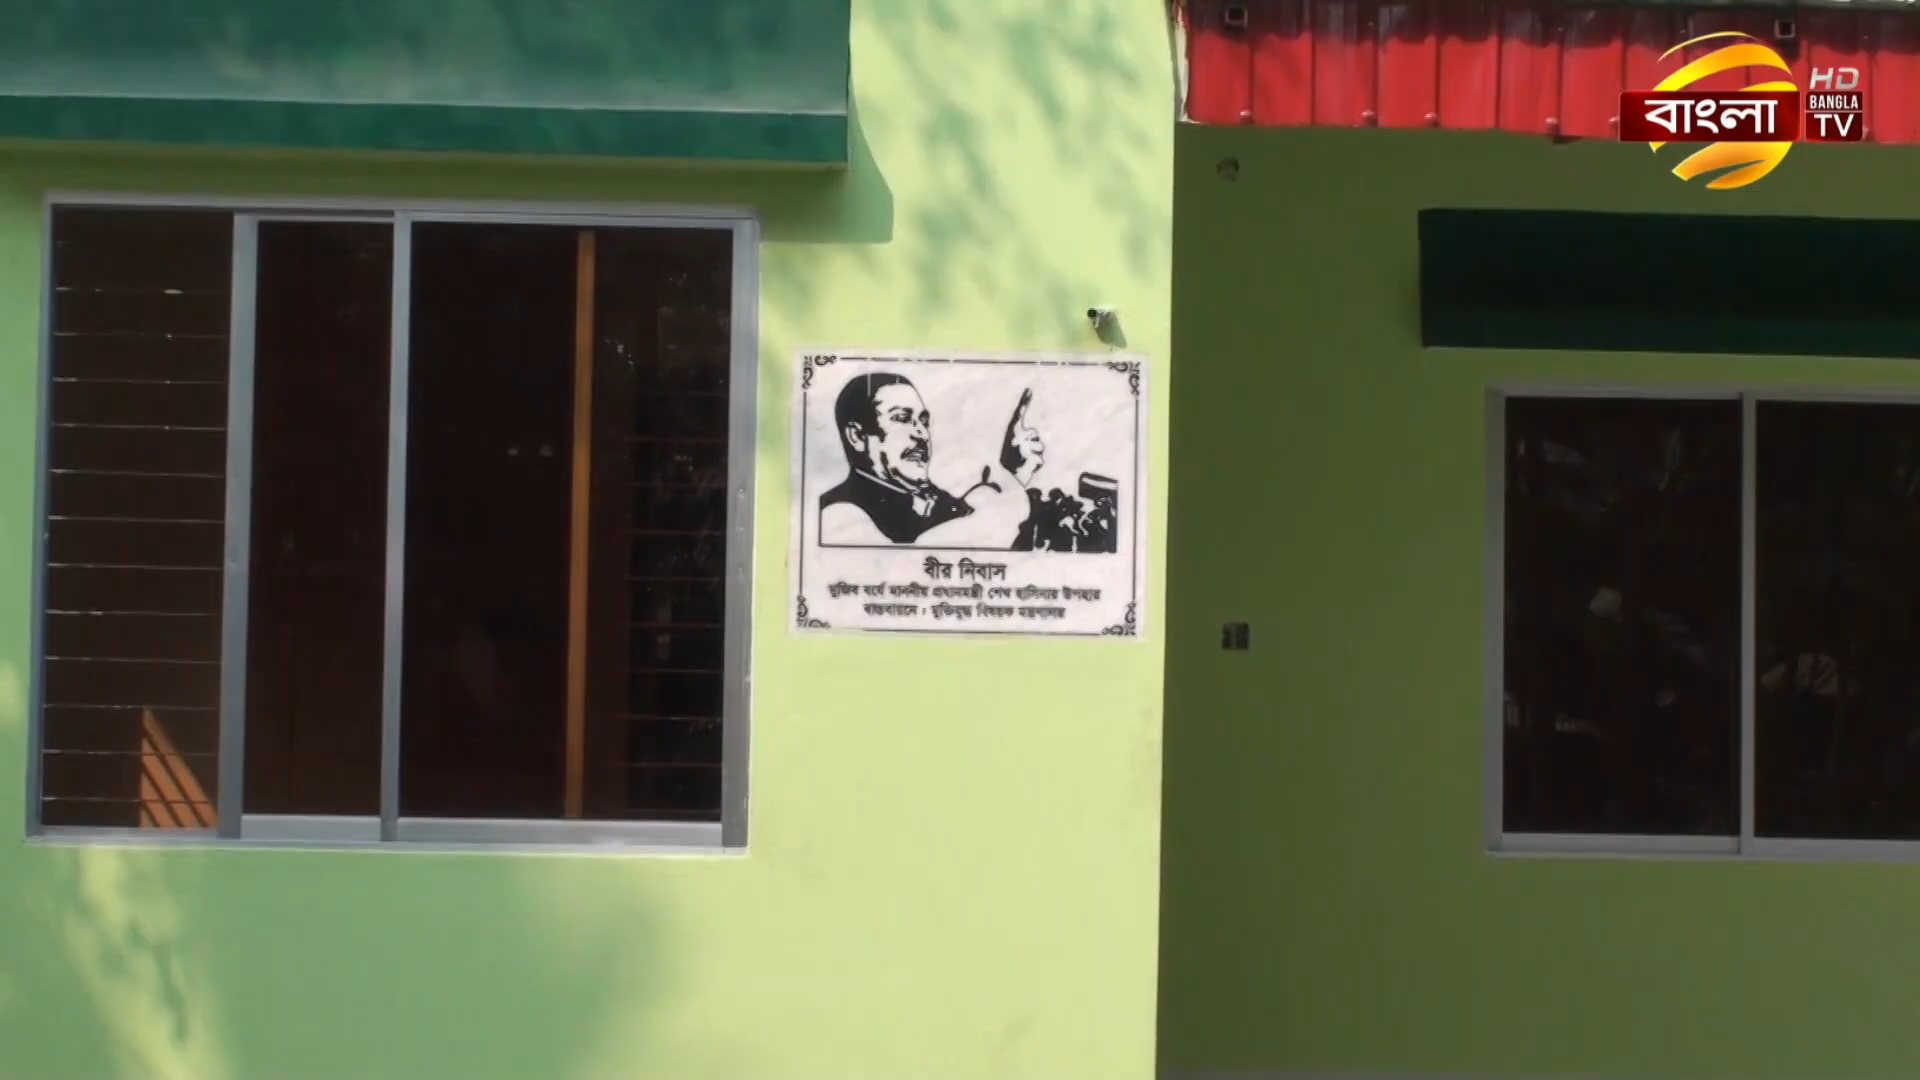 বাংলা
HD
BANGLA
TV
বীর নিবাস
মুজিব বর্ষে মাননীয় প্রধানমন্ত্রী শেখ হাসিনার উপহার
বাস্তবায়নে : মুক্তিযুদ্ধ বিষয়ক মন্ত্রণালয়